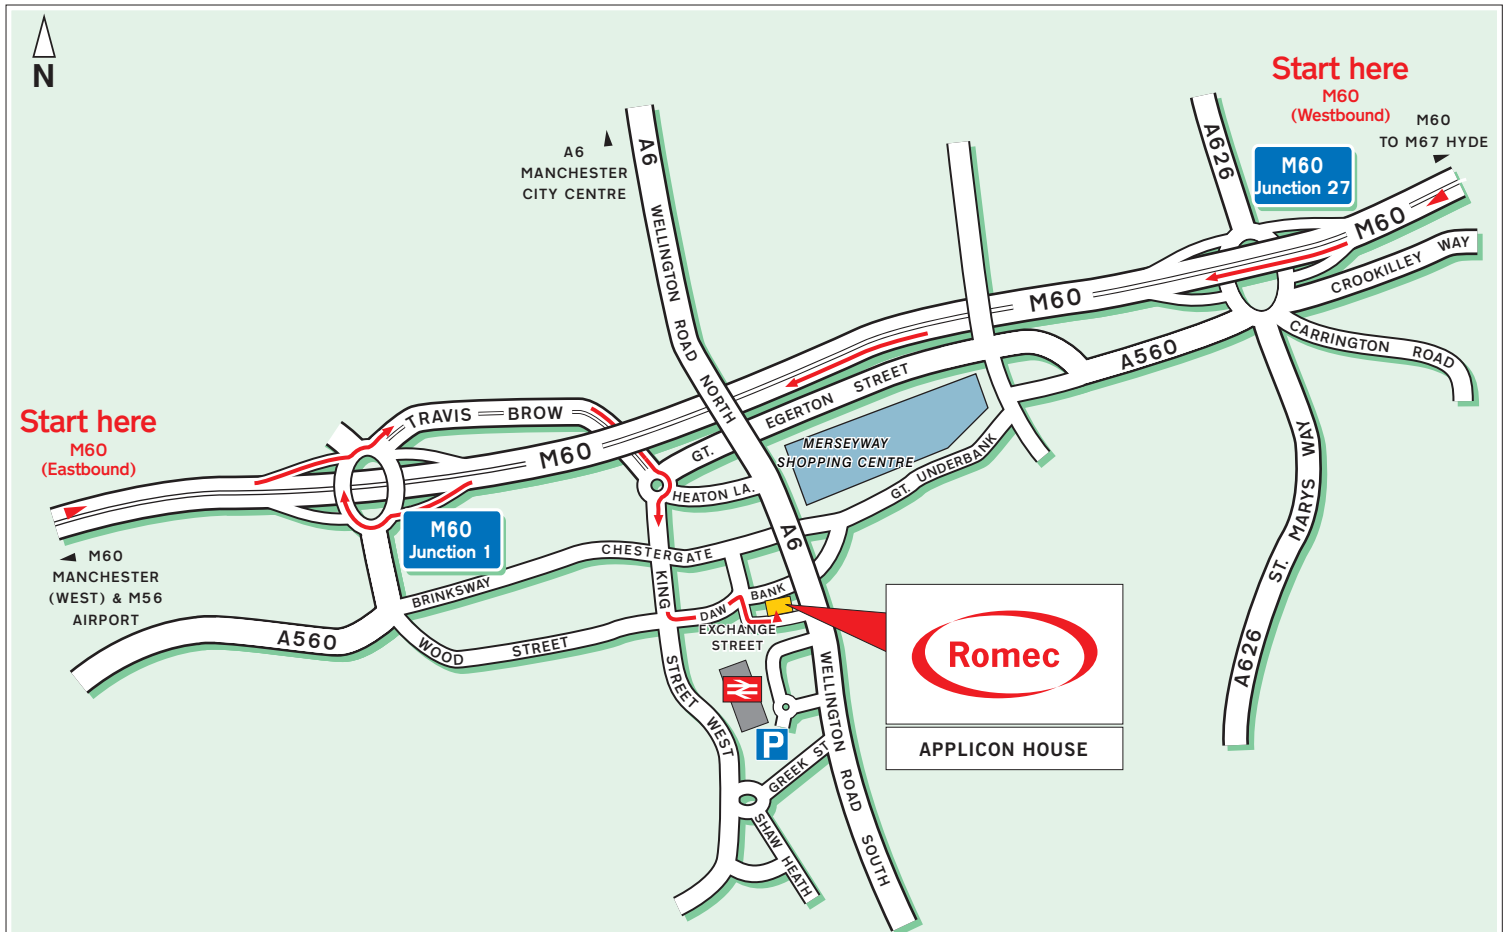 N
Start here
M60
(Westbound)
M60
TO M67 HYDE
M60
Junction 27
A626
A6
MANCHESTER
CITY CENTRE
A6
WELLINGTON ROAD NORTH
M60
CROOKILLEY WAY
CARRINGTON ROAD
M60
A560
EGERTON STREET
GT.
MERSEYWAY
SHOPPING CENTRE
GT. UNDERBANK
Start here
M60
(Eastbound)
TRAVIS BROW
M60
HEATON LA.
M60
Junction 1
M60
MANCHESTER
(WEST) & M56
AIRPORT
A6
CHESTERGATE
BRINKSWAY
A560
WOOD STREET
KING STREET WEST
DAW BANK
EXCHANGE
STREET
ST. MARYS WAY
A626
Romec
APPLICON HOUSE
P
GREEK ST
SHAW HEATH
WELLINGTON ROAD SOUTH